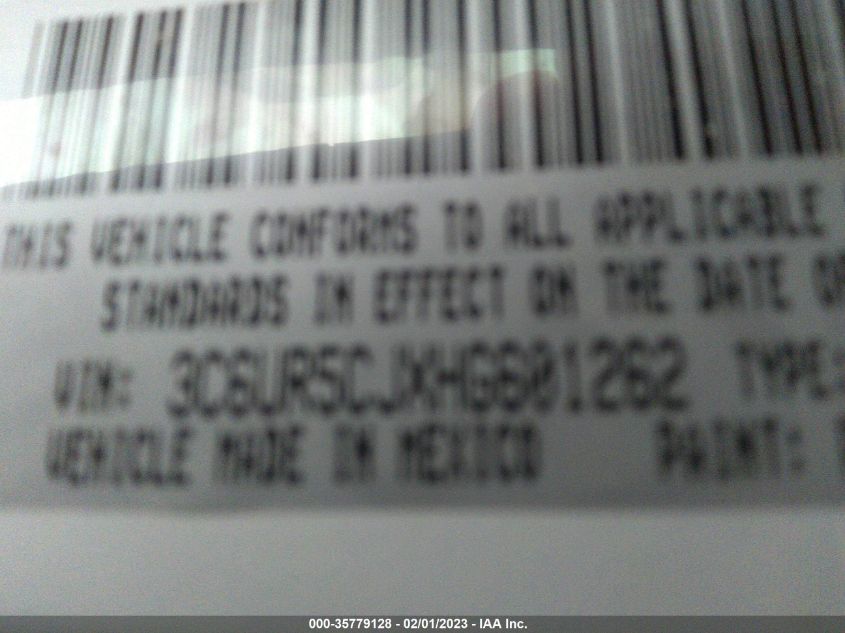 THIS VEHICLE CONFORMS TO ALL APPLICABLE
STANDARDS IN EFFECT ON THE DATE
VIN: 3C6UR5CJXHG601262 TYPE:
VEHICLE MADE IN MEXICO PAINT:
000-35779128 - 02/01/2023 - IAA Inc.